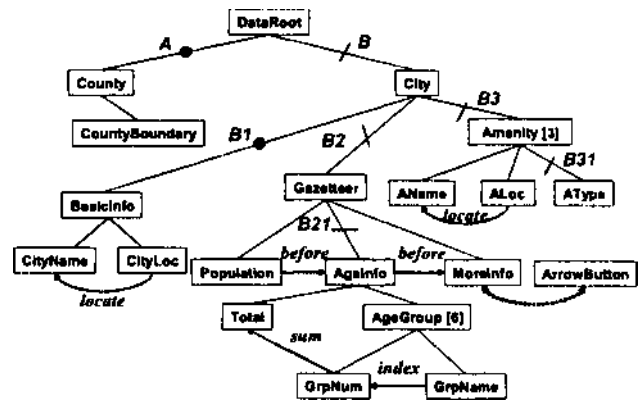 DataRoot
A
B
County
City
B3
CountyBoundary
B1
B2
Amenity [3]
B31
Gazetteer
AName
ALoc
AType
BasicInfo
locate
B21
CityName
CityLoc
before
before
Population
AgeInfo
MoreInfo
ArrowButton
locate
Total
AgeGroup [6]
sum
index
GrpNum
GrpName